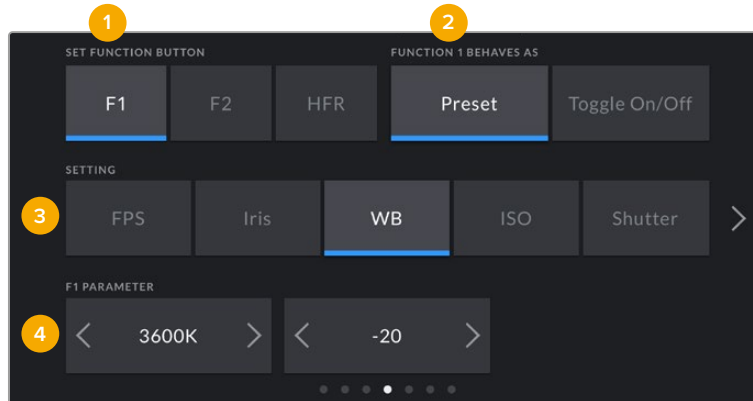 1 2
SET FUNCTION BUTTON FUNCTION 1 BEHAVES AS
F1 F2 HFR Preset Toggle On/Off
SETTING
3 FPS Iris WB ISO Shutter
F1 PARAMETER
4 3600K -20